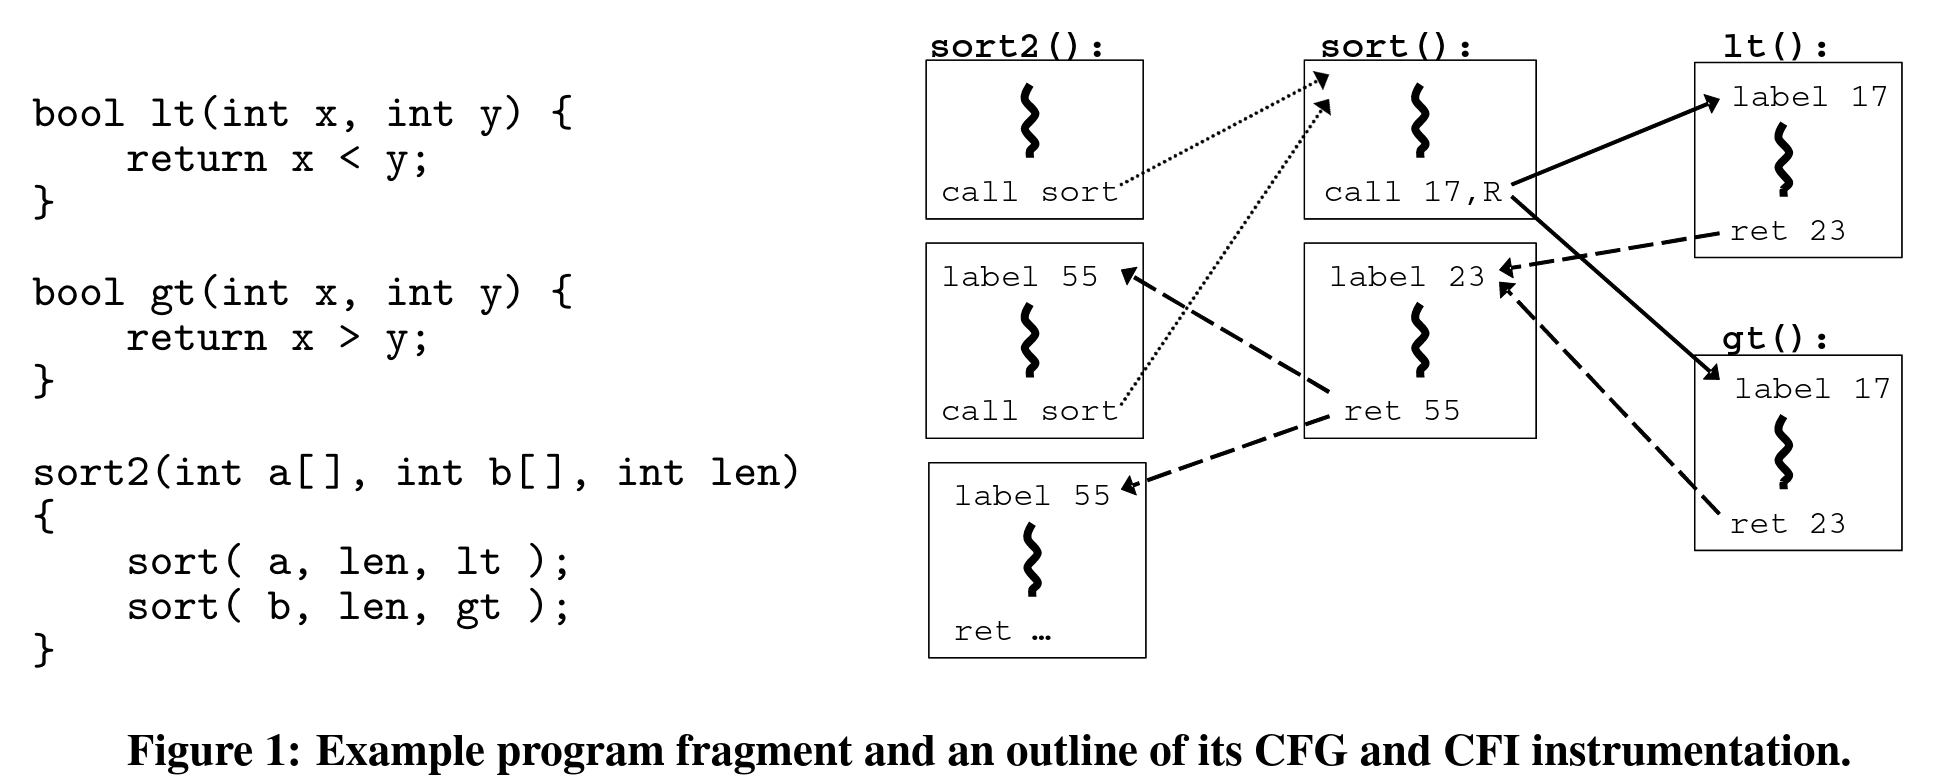 bool lt(int x, int y) {
    return x < y;
}
bool gt(int x, int y) {
    return x > y;
}
sort2(int a[], int b[], int len)
{
    sort( a, len, lt );
    sort( b, len, gt );
}
sort2():
call sort
label 55
call sort
label 55
ret …
sort():
call 17,R
label 23
ret 55
lt():
label 17
ret 23
gt():
label 17
ret 23
Figure 1: Example program fragment and an outline of its CFG and CFI instrumentation.